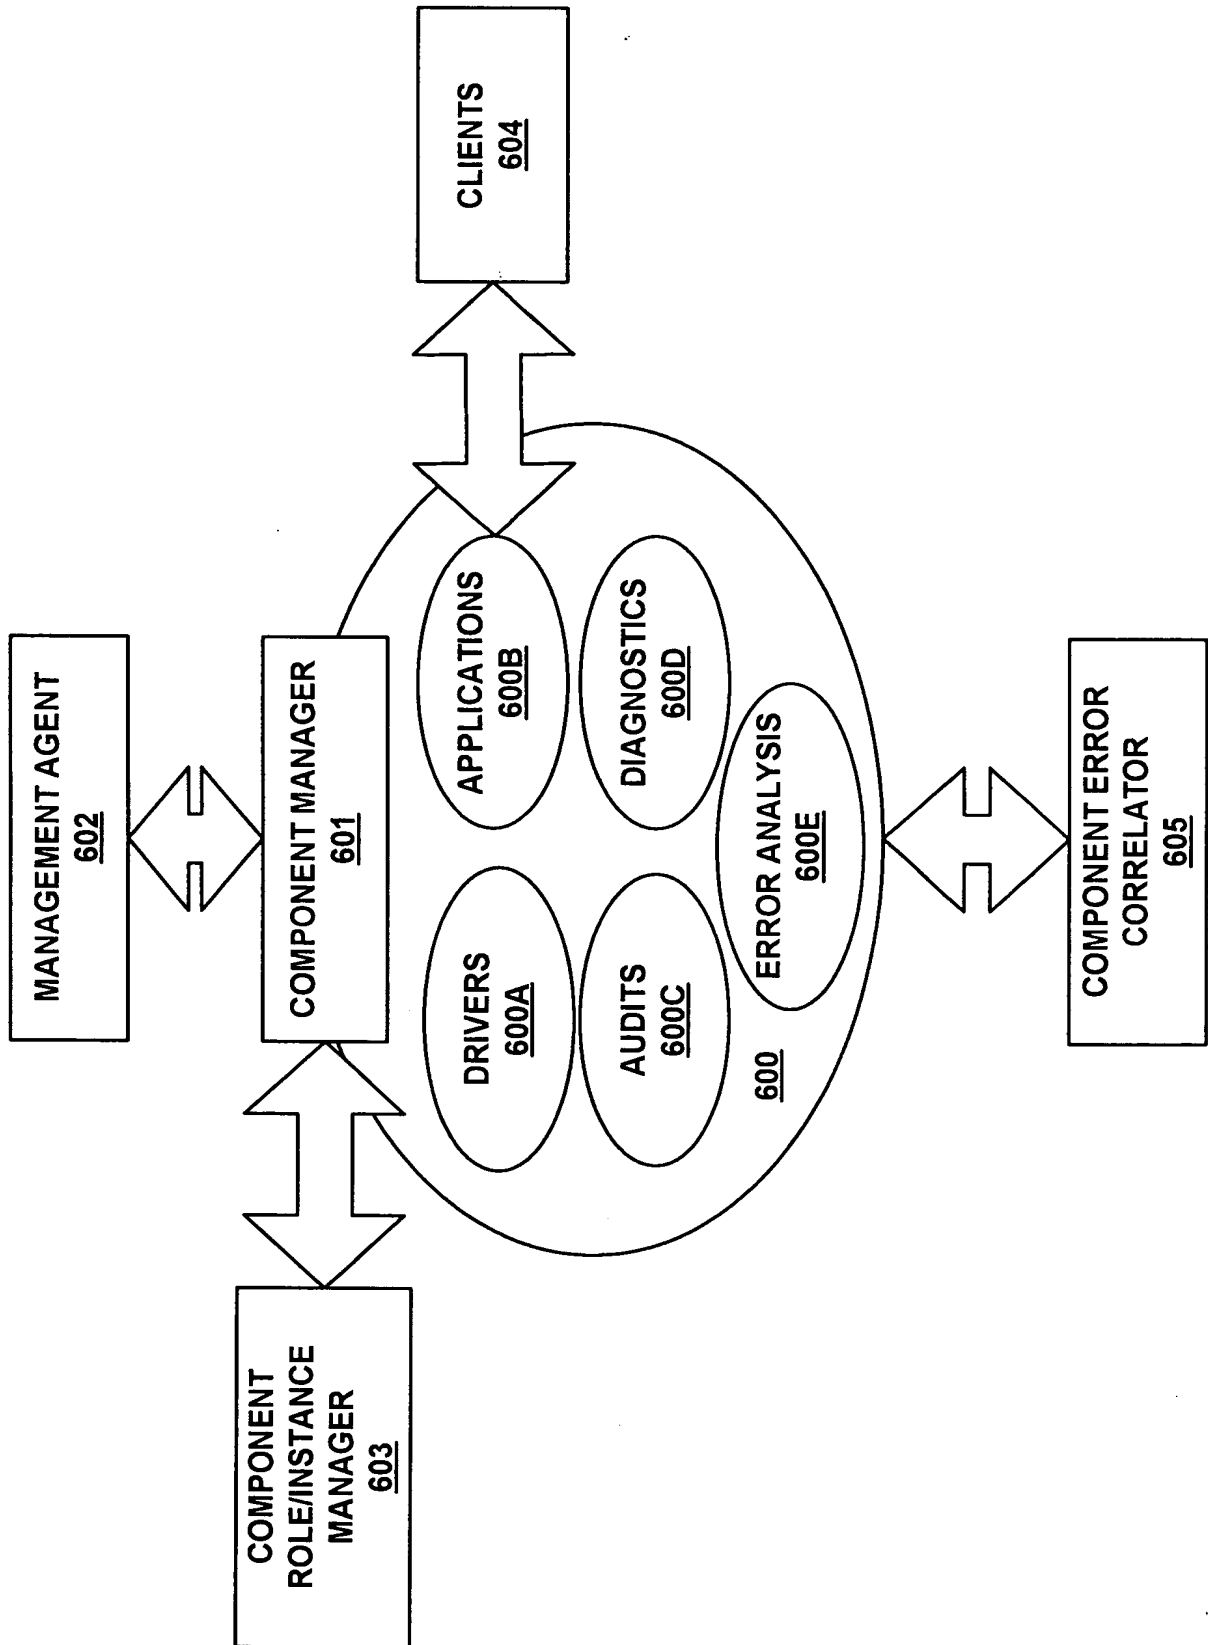 MANAGEMENT AGENT
602
COMPONENT
ROLE/INSTANCE
MANAGER
603
COMPONENT MANAGER
601
DRIVERS
600A
APPLICATIONS
600B
CLIENTS
604
AUDITS
600C
DIAGNOSTICS
600D
600
ERROR ANALYSIS
600E
COMPONENT ERROR
CORRELATOR
605